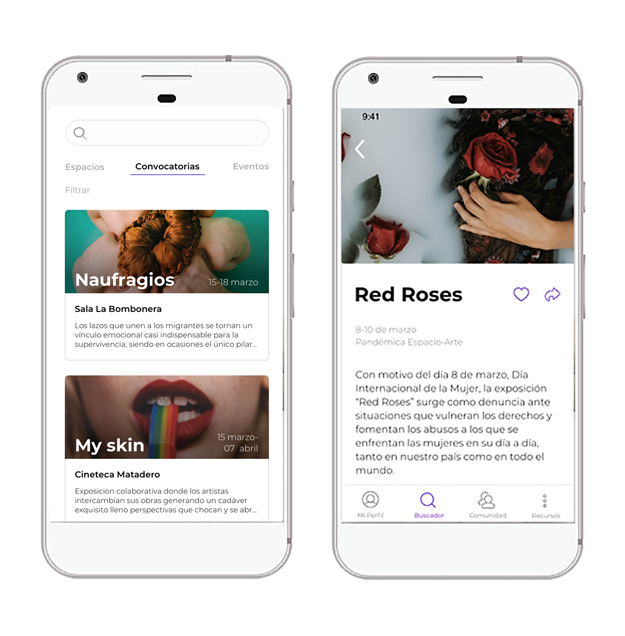 Espacios Convocatorias Eventos
Filtrar
Naufragios 15-18 marzo
Sala La Bombonera
Los lazos que unen a los migrantes se tornan un
vínculo emocional casi indispensable para la
supervivencia, siendo en ocasiones el único pilar...
My skin 15 marzo-
07 abril
Cineteca Matadero
Exposicion colaborativa donde los artistas
intercambian sus obras generando un cadáver
exquisito lleno perspectivas que chocan y se abr...
9:41
Red Roses
8-10 de marzo
Pandémica Espacio-Arte
Con motivo del día 8 de marzo, Día
Internacional de la Mujer, la exposición
“Red Roses” surge como denuncia ante
situaciones que vulneran los derechos y
fomentan los abusos a los que se
enfrentan las mujeres en su día a día,
tanto en nuestro país como en todo el
mundo.
Mi Perfil Buscador Comunidad Recursos